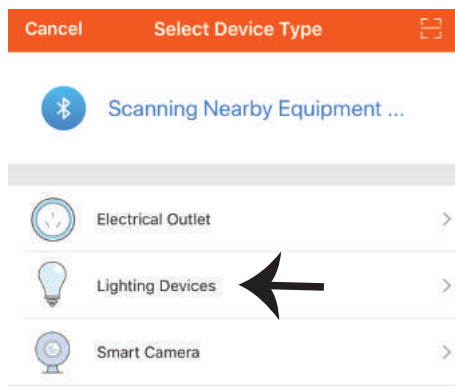 Cancel Select Device Type
Scanning Nearby Equipment ...
Electrical Outlet
Lighting Devices
Smart Camera